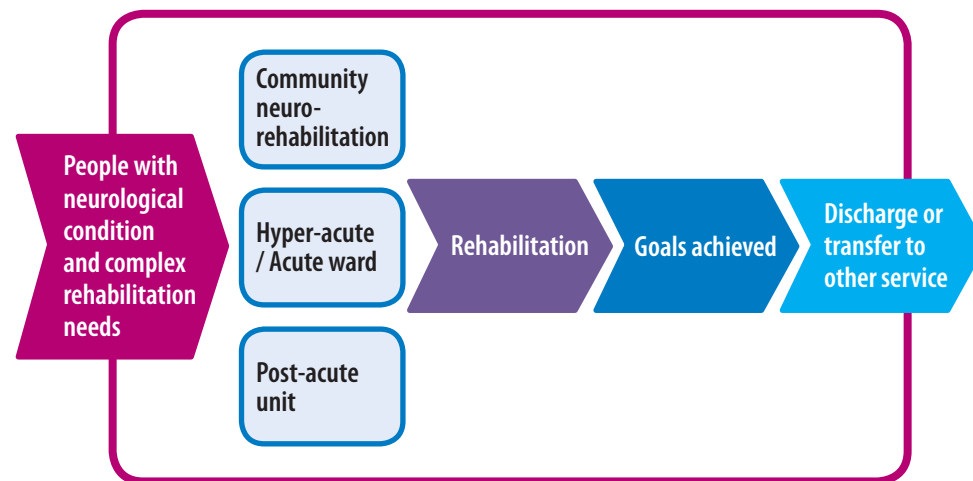 People with
neurological
condition
and complex
rehabilitation
needs
Community
neuro-
rehabilitation
Hyper-acute
/ Acute ward
Post-acute
unit
Rehabilitation
Goals achieved
Discharge or
transfer to
other service